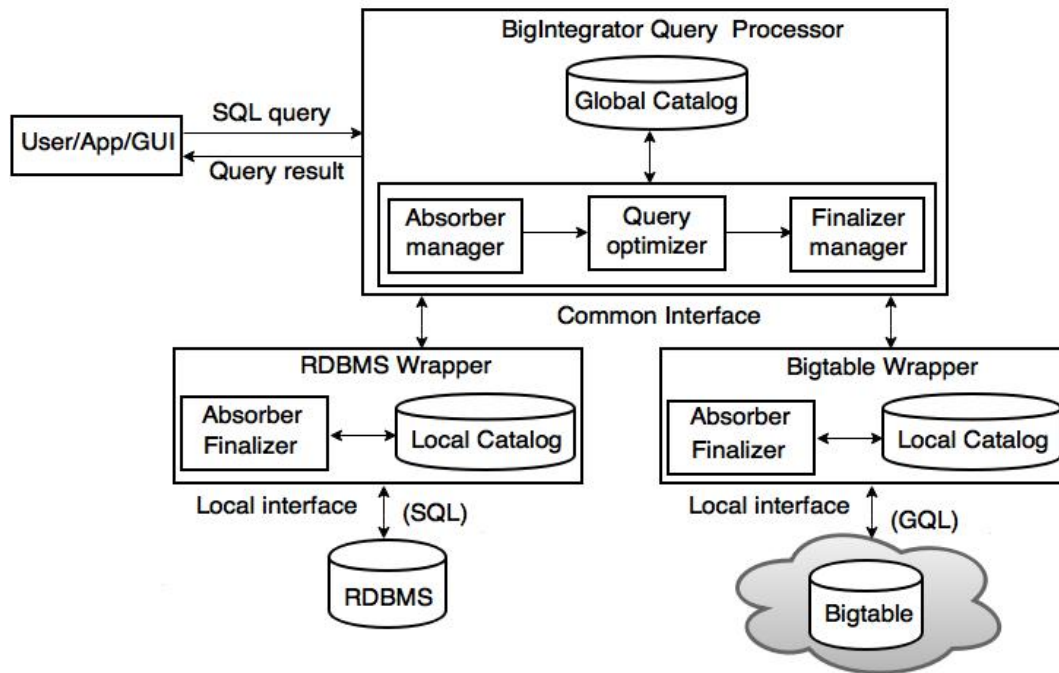 BigIntegrator Query Processor
Global Catalog
SQL query
User/App/GUI
Query result
Absorber
manager
Query
optimizer
Finalizer
manager
Common Interface
RDBMS Wrapper
Absorber
Finalizer
Local Catalog
Bigtable Wrapper
Absorber
Finalizer
Local Catalog
Local interface
(SQL)
Local interface
(GQL)
RDBMS
Bigtable